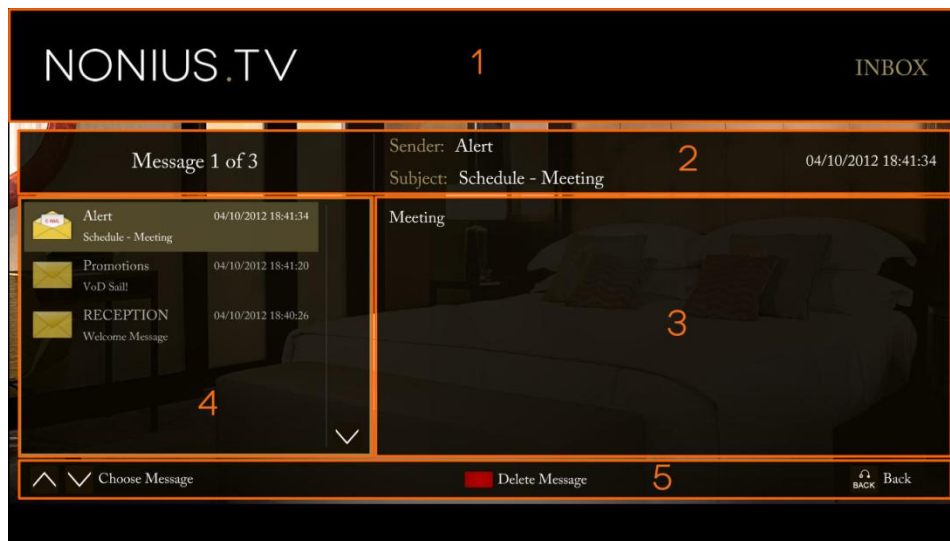 NONIUS.TV
1
INBOX
Message 1 of 3
Sender: Alert
Subject: Schedule - Meeting
2
04/10/2012 18:41:34
Alert 04/10/2012 18:41:34
Schedule - Meeting
Promotions 04/10/2012 18:41:20
VoD Sail!
RECEPTION 04/10/2012 18:40:26
Welcome Message
4
Meeting
3
Choose Message
Delete Message
5
BACK Back